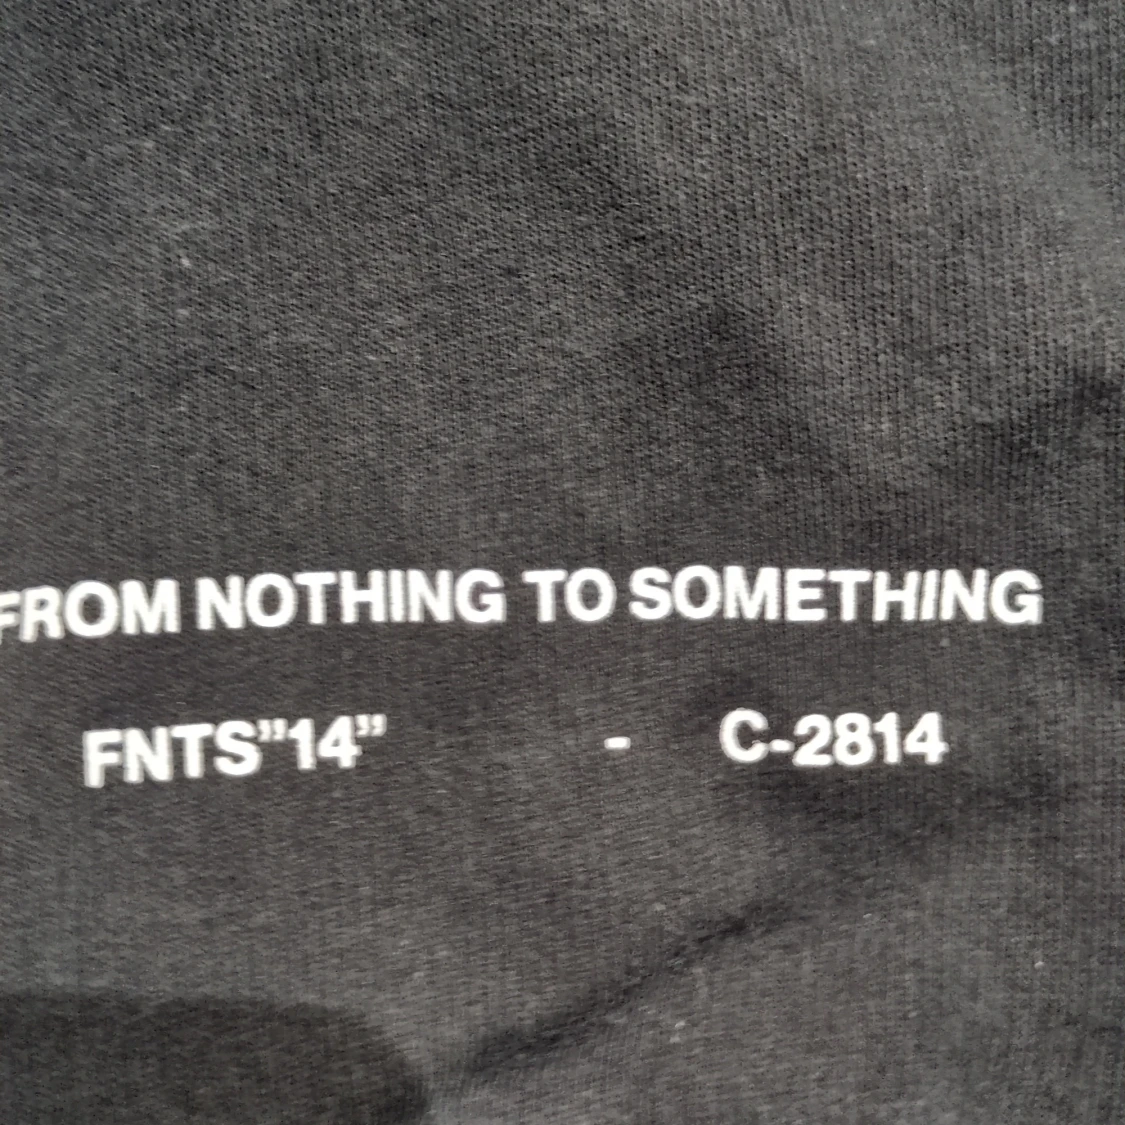 FROM NOTHING TO SOMETHING
FNTS”14” - C-2814